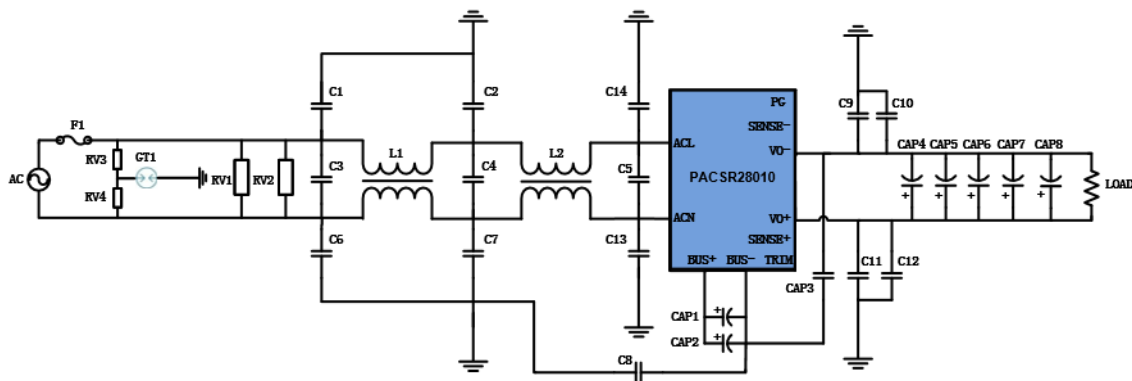 C1
C2
C14
PG
C9
C10
F1
SENSE-
ACL
VO-
RV3
GT1
L1
L2
CAP4
CAP5
CAP6
CAP7
CAP8
AC
RV1
RV2
C3
C4
C5
PACSR28010
LOAD
RV4
ACN
VO+
C6
C7
C13
SENSE+
BUS+
BUS-
TRIM
C11
C12
CAP3
CAP1
CAP2
C8